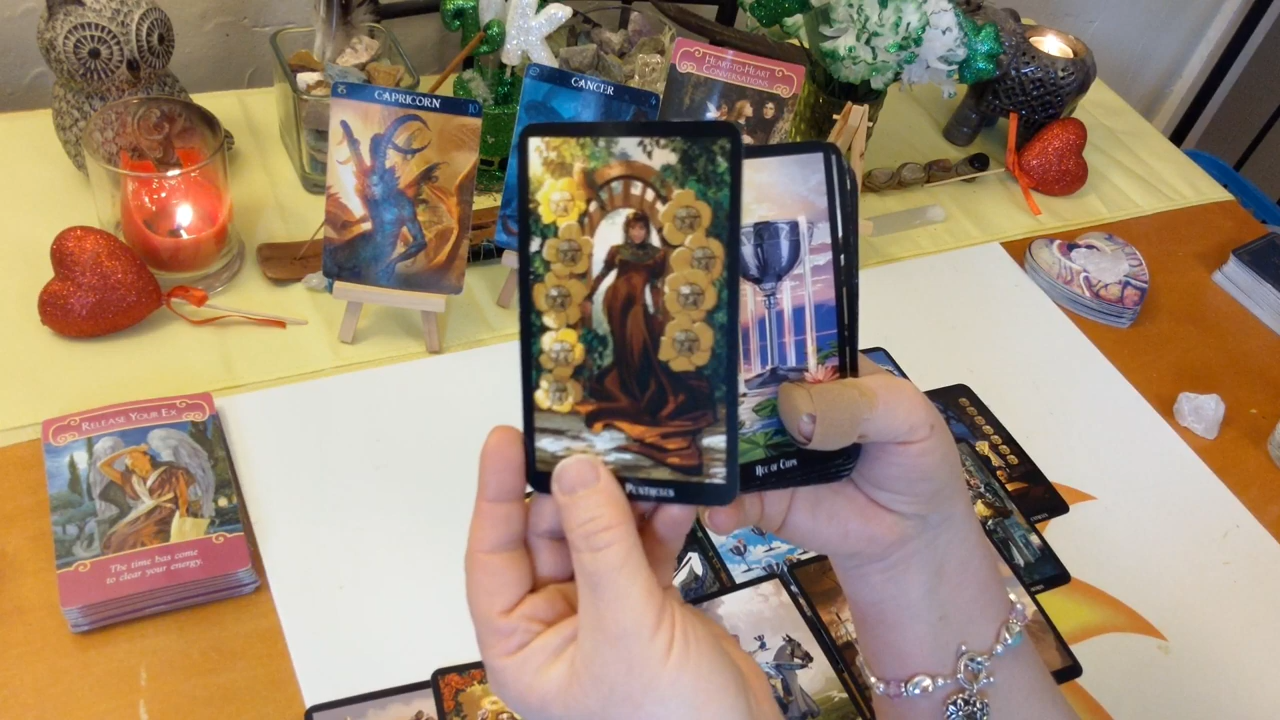 CAPRICORN
10
CANCER
4
HEART-TO-HEART
CONVERSATIONS
K
PENTACLES
ACE OF CUPS
RELEASE YOUR EX
The time has come
to clear your energy.